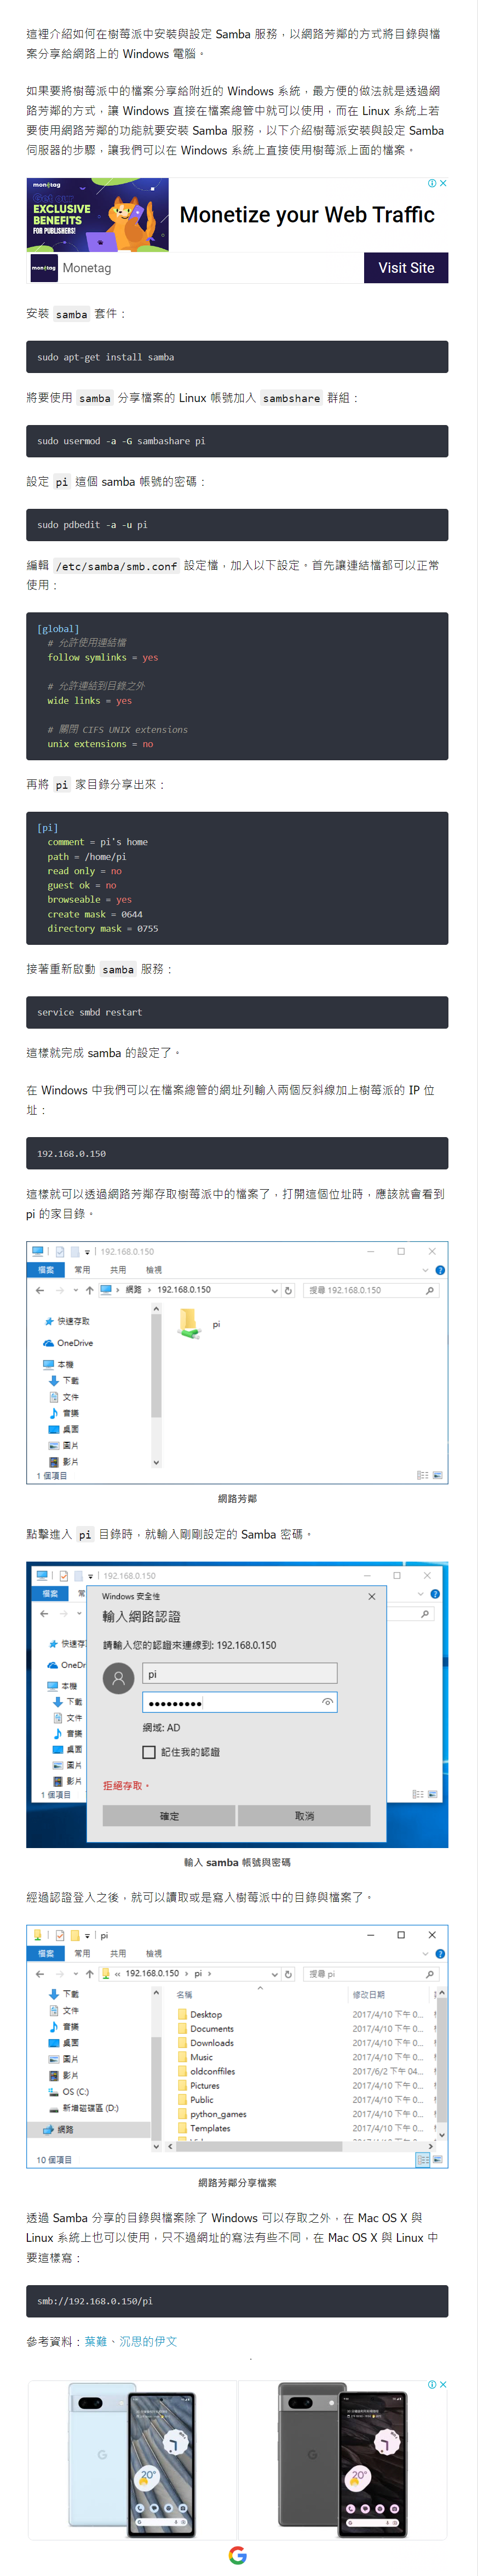 這裡介紹如何在樹莓派中安裝與設定 Samba 服務，以網路芳鄰的方式將目錄與檔
案分享給網路上的 Windows 電腦。
如果要將樹莓派中的檔案分享給附近的 Windows 系統，最方便的做法就是透過網
路芳鄰的方式，讓 Windows 直接在檔案總管中就可以使用，而在 Linux 系統上若
要使用網路芳鄰的功能就要安裝 Samba 服務，以下介紹樹莓派安裝與設定 Samba
伺服器的步驟，讓我們可以在 Windows 系統上直接使用樹莓派上面的檔案。
monetag
EXCLUSIVE
BENEFITS
FOR PUBLISHERS!
Monetize your Web Traffic
monetag
Monetag
Visit Site
安裝 samba 套件：
sudo apt-get install samba
將要使用 samba 分享檔案的 Linux 帳號加入 sambshare 群組：
sudo usermod -a -G sambashare pi
設定 pi 這個 samba 帳號的密碼：
sudo pdbedit -a -u pi
編輯 /etc/samba/smb.conf 設定檔，加入以下設定。首先讓連結檔都可以正常
使用：
[global]
# 允許使用連結檔
follow symlinks = yes
# 允許連結到目錄之外
wide links = yes
# 關閉 CIFS UNIX extensions
unix extensions = no
再將 pi 家目錄分享出來：
[pi]
comment = pi's home
path = /home/pi
read only = no
guest ok = no
browseable = yes
create mask = 0644
directory mask = 0755
接著重新啟動 samba 服務：
service smbd restart
這樣就完成 samba 的設定了。
在 Windows 中我們可以在檔案總管的網址列輸入兩個反斜線加上樹莓派的 IP 位
址：
192.168.0.150
這樣就可以透過網路芳鄰存取樹莓派中的檔案了，打開這個位址時，應該就會看到
pi 的家目錄。
192.168.0.150
檔案 常用 共用 檢視
網路 › 192.168.0.150
搜尋 192.168.0.150
快速存取
OneDrive
本機
下載
文件
音樂
桌面
圖片
影片
pi
1 個項目
網路芳鄰
點擊進入 pi 目錄時，就輸入剛剛設定的 Samba 密碼。
192.168.0.150
檔案 常
快速存
OneDr
本機
下載
文件
音樂
桌面
圖片
影片
1 個項目
Windows 安全性
輸入網路認證
請輸入您的認證來連線到: 192.168.0.150
pi
網域: AD
記住我的認證
拒絕存取。
確定 取消
輸入 samba 帳號與密碼
經過認證登入之後，就可以讀取或是寫入樹莓派中的目錄與檔案了。
pi
檔案 常用 共用 檢視
« 192.168.0.150 › pi ›
搜尋 pi
下載
文件
音樂
桌面
圖片
影片
OS (C:)
新增磁碟區 (D:)
網路
名稱 修改日期
Desktop 2017/4/10 下午 0...
Documents 2017/4/10 下午 0...
Downloads 2017/4/10 下午 0...
Music 2017/4/10 下午 0...
oldconffiles 2017/6/2 下午 04...
Pictures 2017/4/10 下午 0...
Public 2017/4/10 下午 0...
python_games 2017/4/10 下午 0...
Templates 2017/4/10 下午 0...
10 個項目
網路芳鄰分享檔案
透過 Samba 分享的目錄與檔案除了 Windows 可以存取之外，在 Mac OS X 與
Linux 系統上也可以使用，只不過網址的寫法有些不同，在 Mac OS X 與 Linux 中
要這樣寫：
smb://192.168.0.150/pi
參考資料：葉難、沉思的伊文
20°
20°